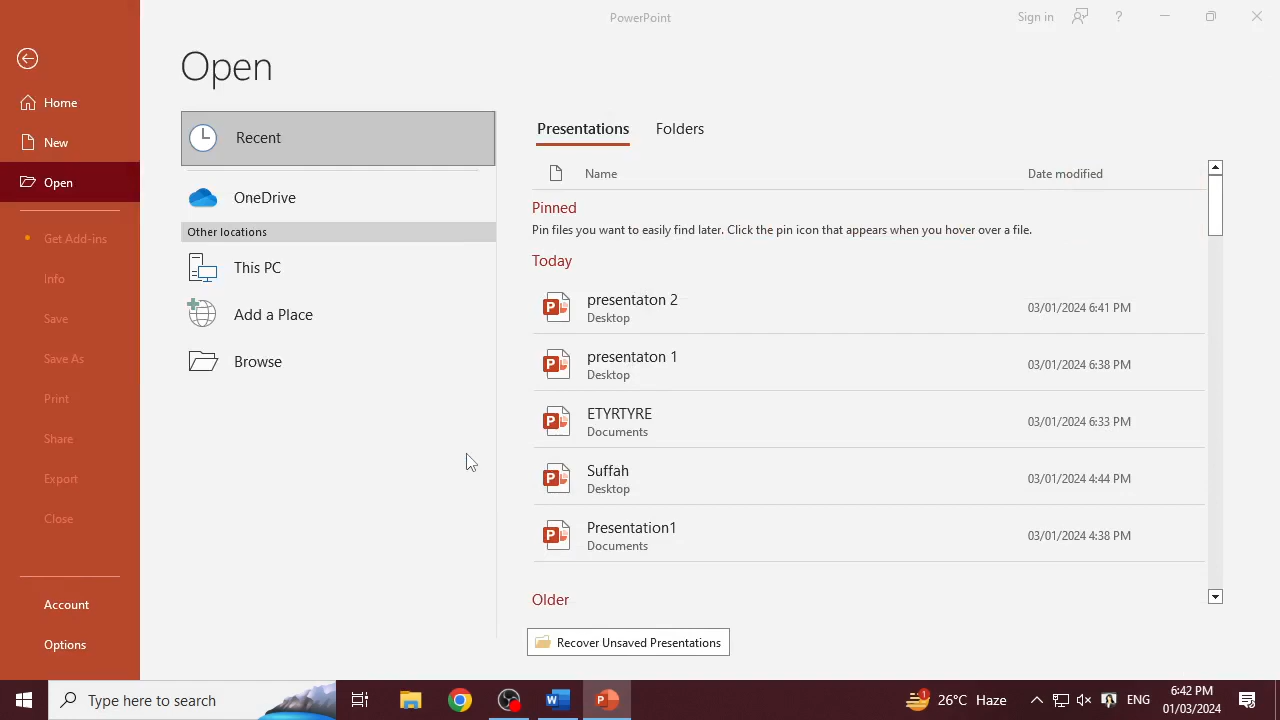 PowerPoint
Sign in
?
Open
Home
New
Open
Get Add-ins
Info
Save
Save As
Print
Share
Export
Close
Account
Options
Recent
OneDrive
Other locations
This PC
Add a Place
Browse
Presentations Folders
Name Date modified
Pinned
Pin files you want to easily find later. Click the pin icon that appears when you hover over a file.
Today
presentaton 2
Desktop
03/01/2024 6:41 PM
presentaton 1
Desktop
03/01/2024 6:38 PM
ETYRTYRE
Documents
03/01/2024 6:33 PM
Suffah
Desktop
03/01/2024 4:44 PM
Presentation1
Documents
03/01/2024 4:38 PM
Older
Recover Unsaved Presentations
Type here to search
26°C Haze
ENG
6:42 PM
01/03/2024